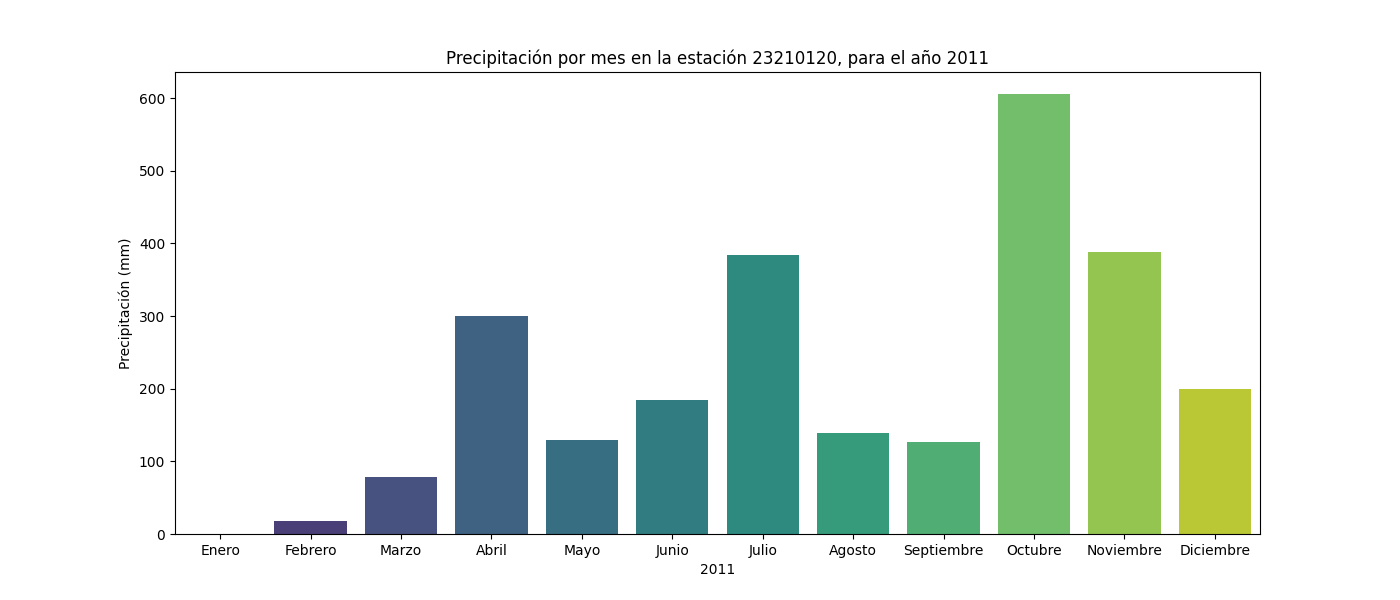 Precipitación por mes en la estación 23210120, para el año 2011
Precipitación (mm)
600
500
400
300
200
100
0
Enero Febrero Marzo Abril Mayo Junio Julio Agosto Septiembre Octubre Noviembre Diciembre
2011